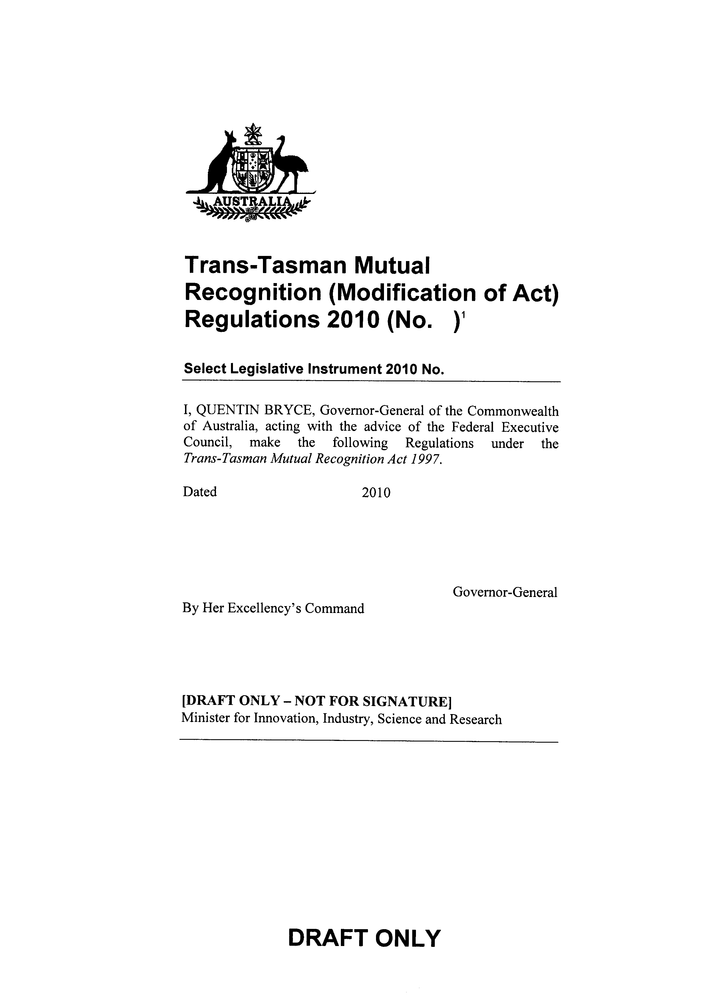 AUSTRALIA
Trans-Tasman Mutual
Recognition (Modification of Act)
Regulations 2010 (No. )¹
Select Legislative Instrument 2010 No.
I, QUENTIN BRYCE, Governor-General of the Commonwealth
of Australia, acting with the advice of the Federal Executive
Council, make the following Regulations under the
Trans-Tasman Mutual Recognition Act 1997.
Dated 2010
Governor-General
By Her Excellency's Command
[DRAFT ONLY – NOT FOR SIGNATURE]
Minister for Innovation, Industry, Science and Research
DRAFT ONLY